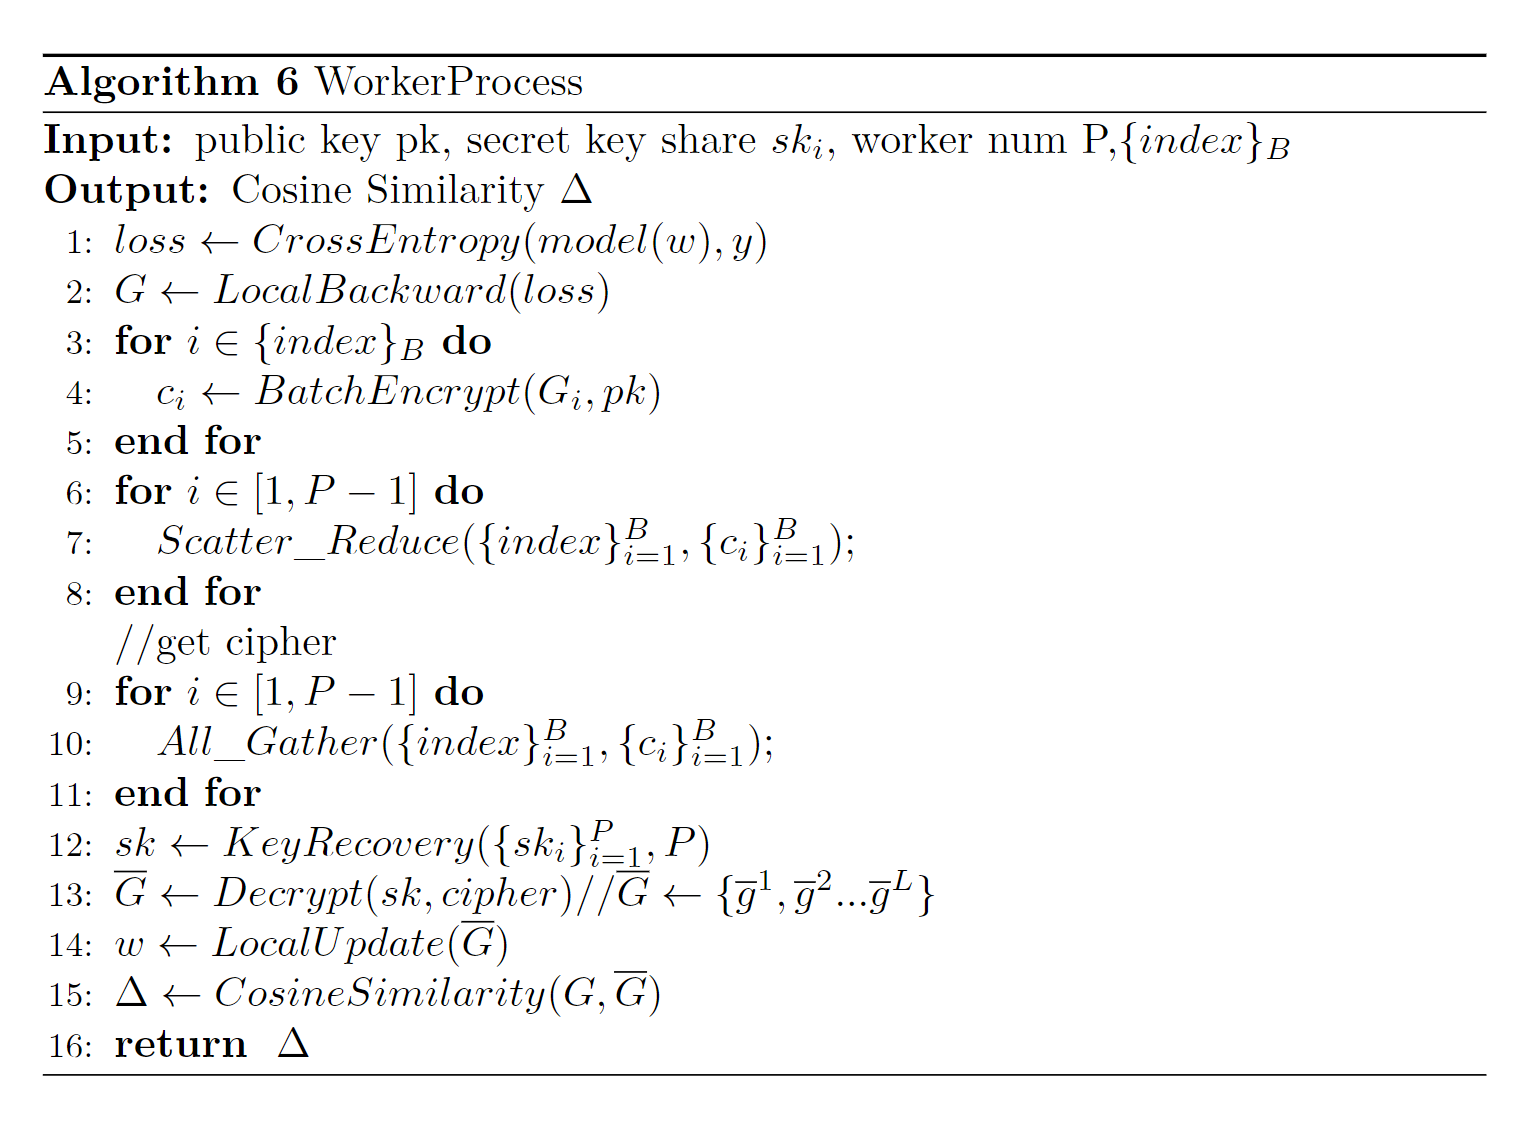 Algorithm 6 WorkerProcess
Input: public key pk, secret key share $sk_i$, worker num P,$\{index\}_B$
Output: Cosine Similarity Δ
1: $loss \leftarrow CrossEntropy(model(w), y)$
2: $G \leftarrow LocalBackward(loss)$
3: for $i \in \{index\}_B$ do
4: $c_i \leftarrow BatchEncrypt(G_i, pk)$
5: end for
6: for $i \in [1, P-1]$ do
7: $Scatter\_Reduce(\{index\}_{i=1}^{B}, \{c_i\}_{i=1}^{B});$
8: end for
//get cipher
9: for $i \in [1, P-1]$ do
10: $All\_Gather(\{index\}_{i=1}^{B}, \{c_i\}_{i=1}^{B});$
11: end for
12: $sk \leftarrow KeyRecovery(\{sk_i\}_{i=1}^{P}, P)$
13: $\overline{G} \leftarrow Decrypt(sk, cipher)//\overline{G} \leftarrow \{\overline{g}^1, \overline{g}^2...\overline{g}^L\}$
14: $w \leftarrow LocalUpdate(\overline{G})$
15: $\Delta \leftarrow CosineSimilarity(G, \overline{G})$
16: return Δ